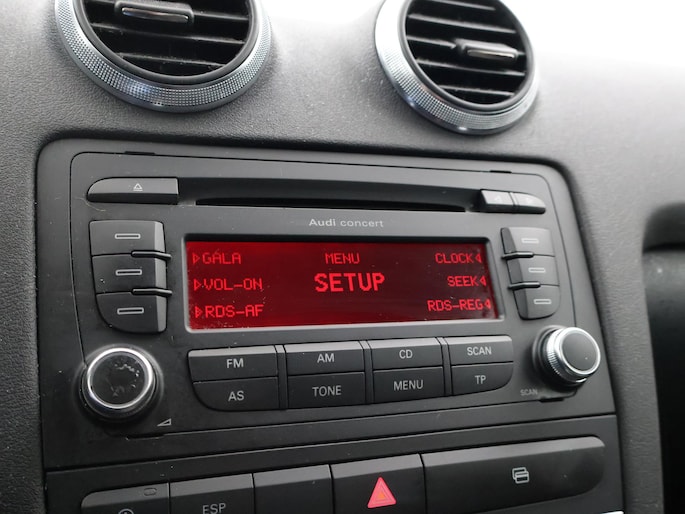 Audi concert
GALA MENU CLOCK
VOL-ON SETUP SEEK
RDS-AF RDS-REG
FM AM CD SCAN
AS TONE MENU TP
SCAN
ESP